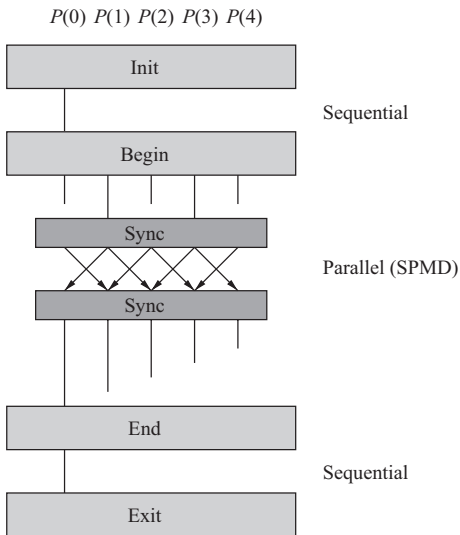 P(0) P(1) P(2) P(3) P(4)
Init
Sequential
Begin
Sync
Parallel (SPMD)
Sync
End
Sequential
Exit